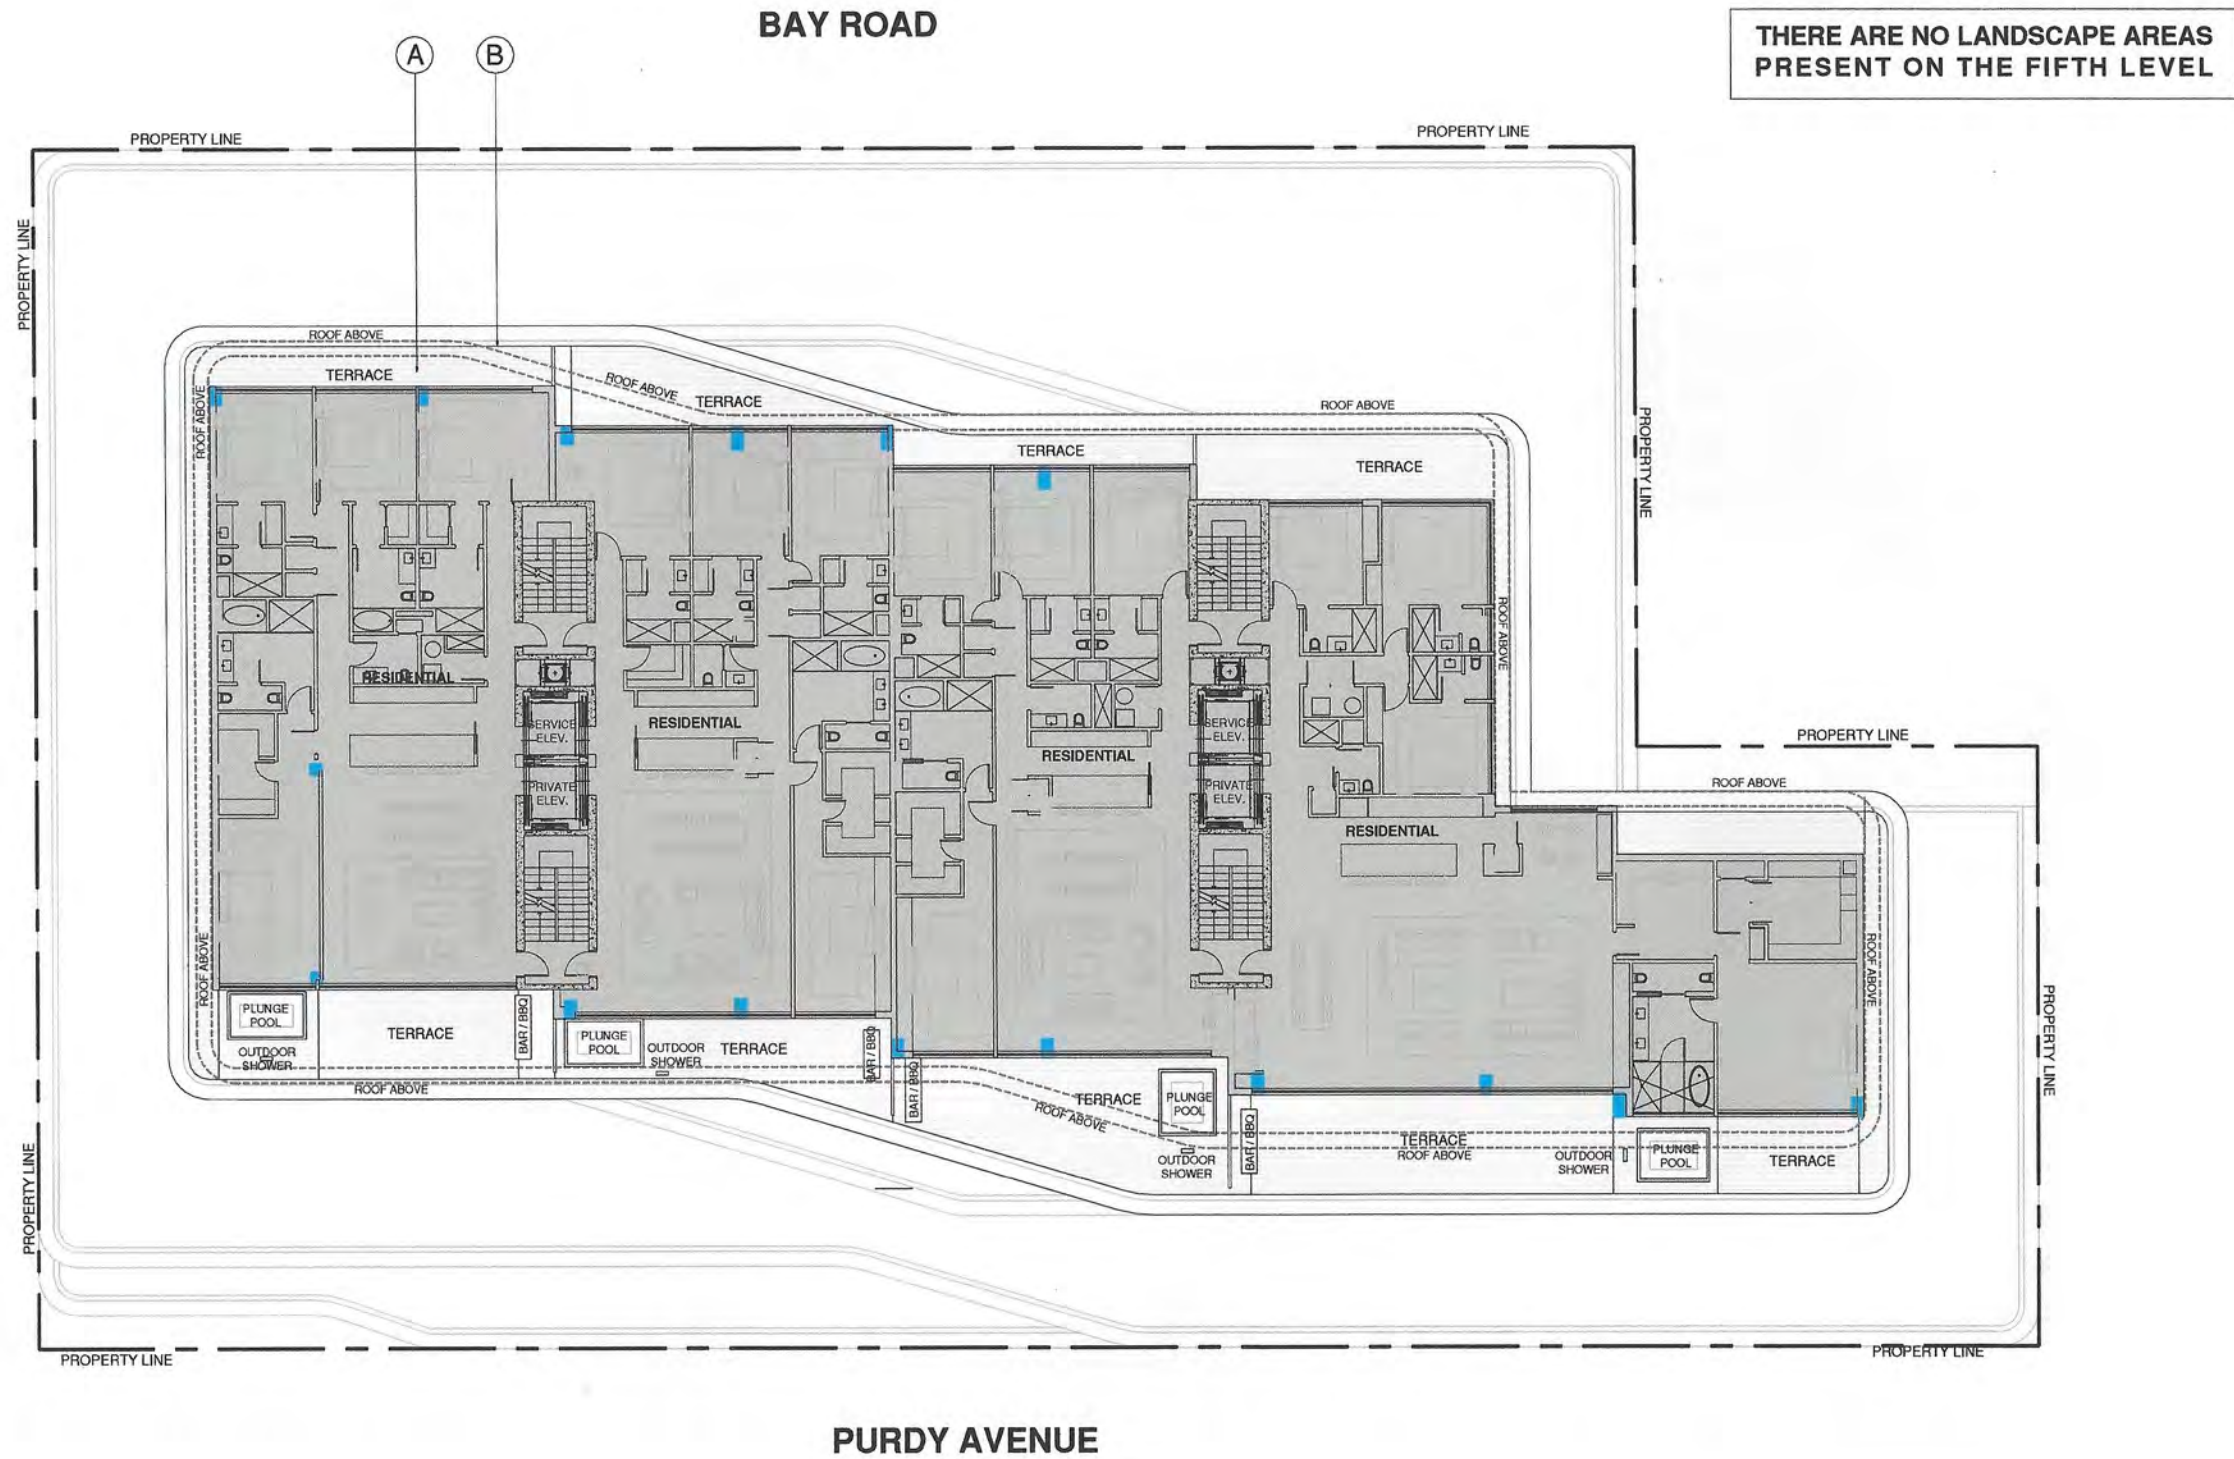 BAY ROAD
THERE ARE NO LANDSCAPE AREAS
PRESENT ON THE FIFTH LEVEL
A
B
PROPERTY LINE
PROPERTY LINE
PROPERTY LINE
ROOF ABOVE
TERRACE
ROOF ABOVE
ROOF ABOVE
TERRACE
ROOF ABOVE
TERRACE
TERRACE
PROPERTY LINE
ROOF ABOVE
RESIDENTIAL
RESIDENTIAL
RESIDENTIAL
RESIDENTIAL
SERVICE
ELEV.
PRIVATE
ELEV.
SERVICE
ELEV.
PRIVATE
ELEV.
PROPERTY LINE
ROOF ABOVE
ROOF ABOVE
ROOF ABOVE
PLUNGE
POOL
OUTDOOR
SHOWER
TERRACE
BAR / BBQ
ROOF ABOVE
PLUNGE
POOL
OUTDOOR
SHOWER
TERRACE
BAR / BBQ
BAR / BBQ
TERRACE
ROOF ABOVE
PLUNGE
POOL
OUTDOOR
SHOWER
BAR / BBQ
TERRACE
ROOF ABOVE
OUTDOOR
SHOWER
PLUNGE
POOL
TERRACE
PROPERTY LINE
PROPERTY LINE
PROPERTY LINE
PROPERTY LINE
PURDY AVENUE